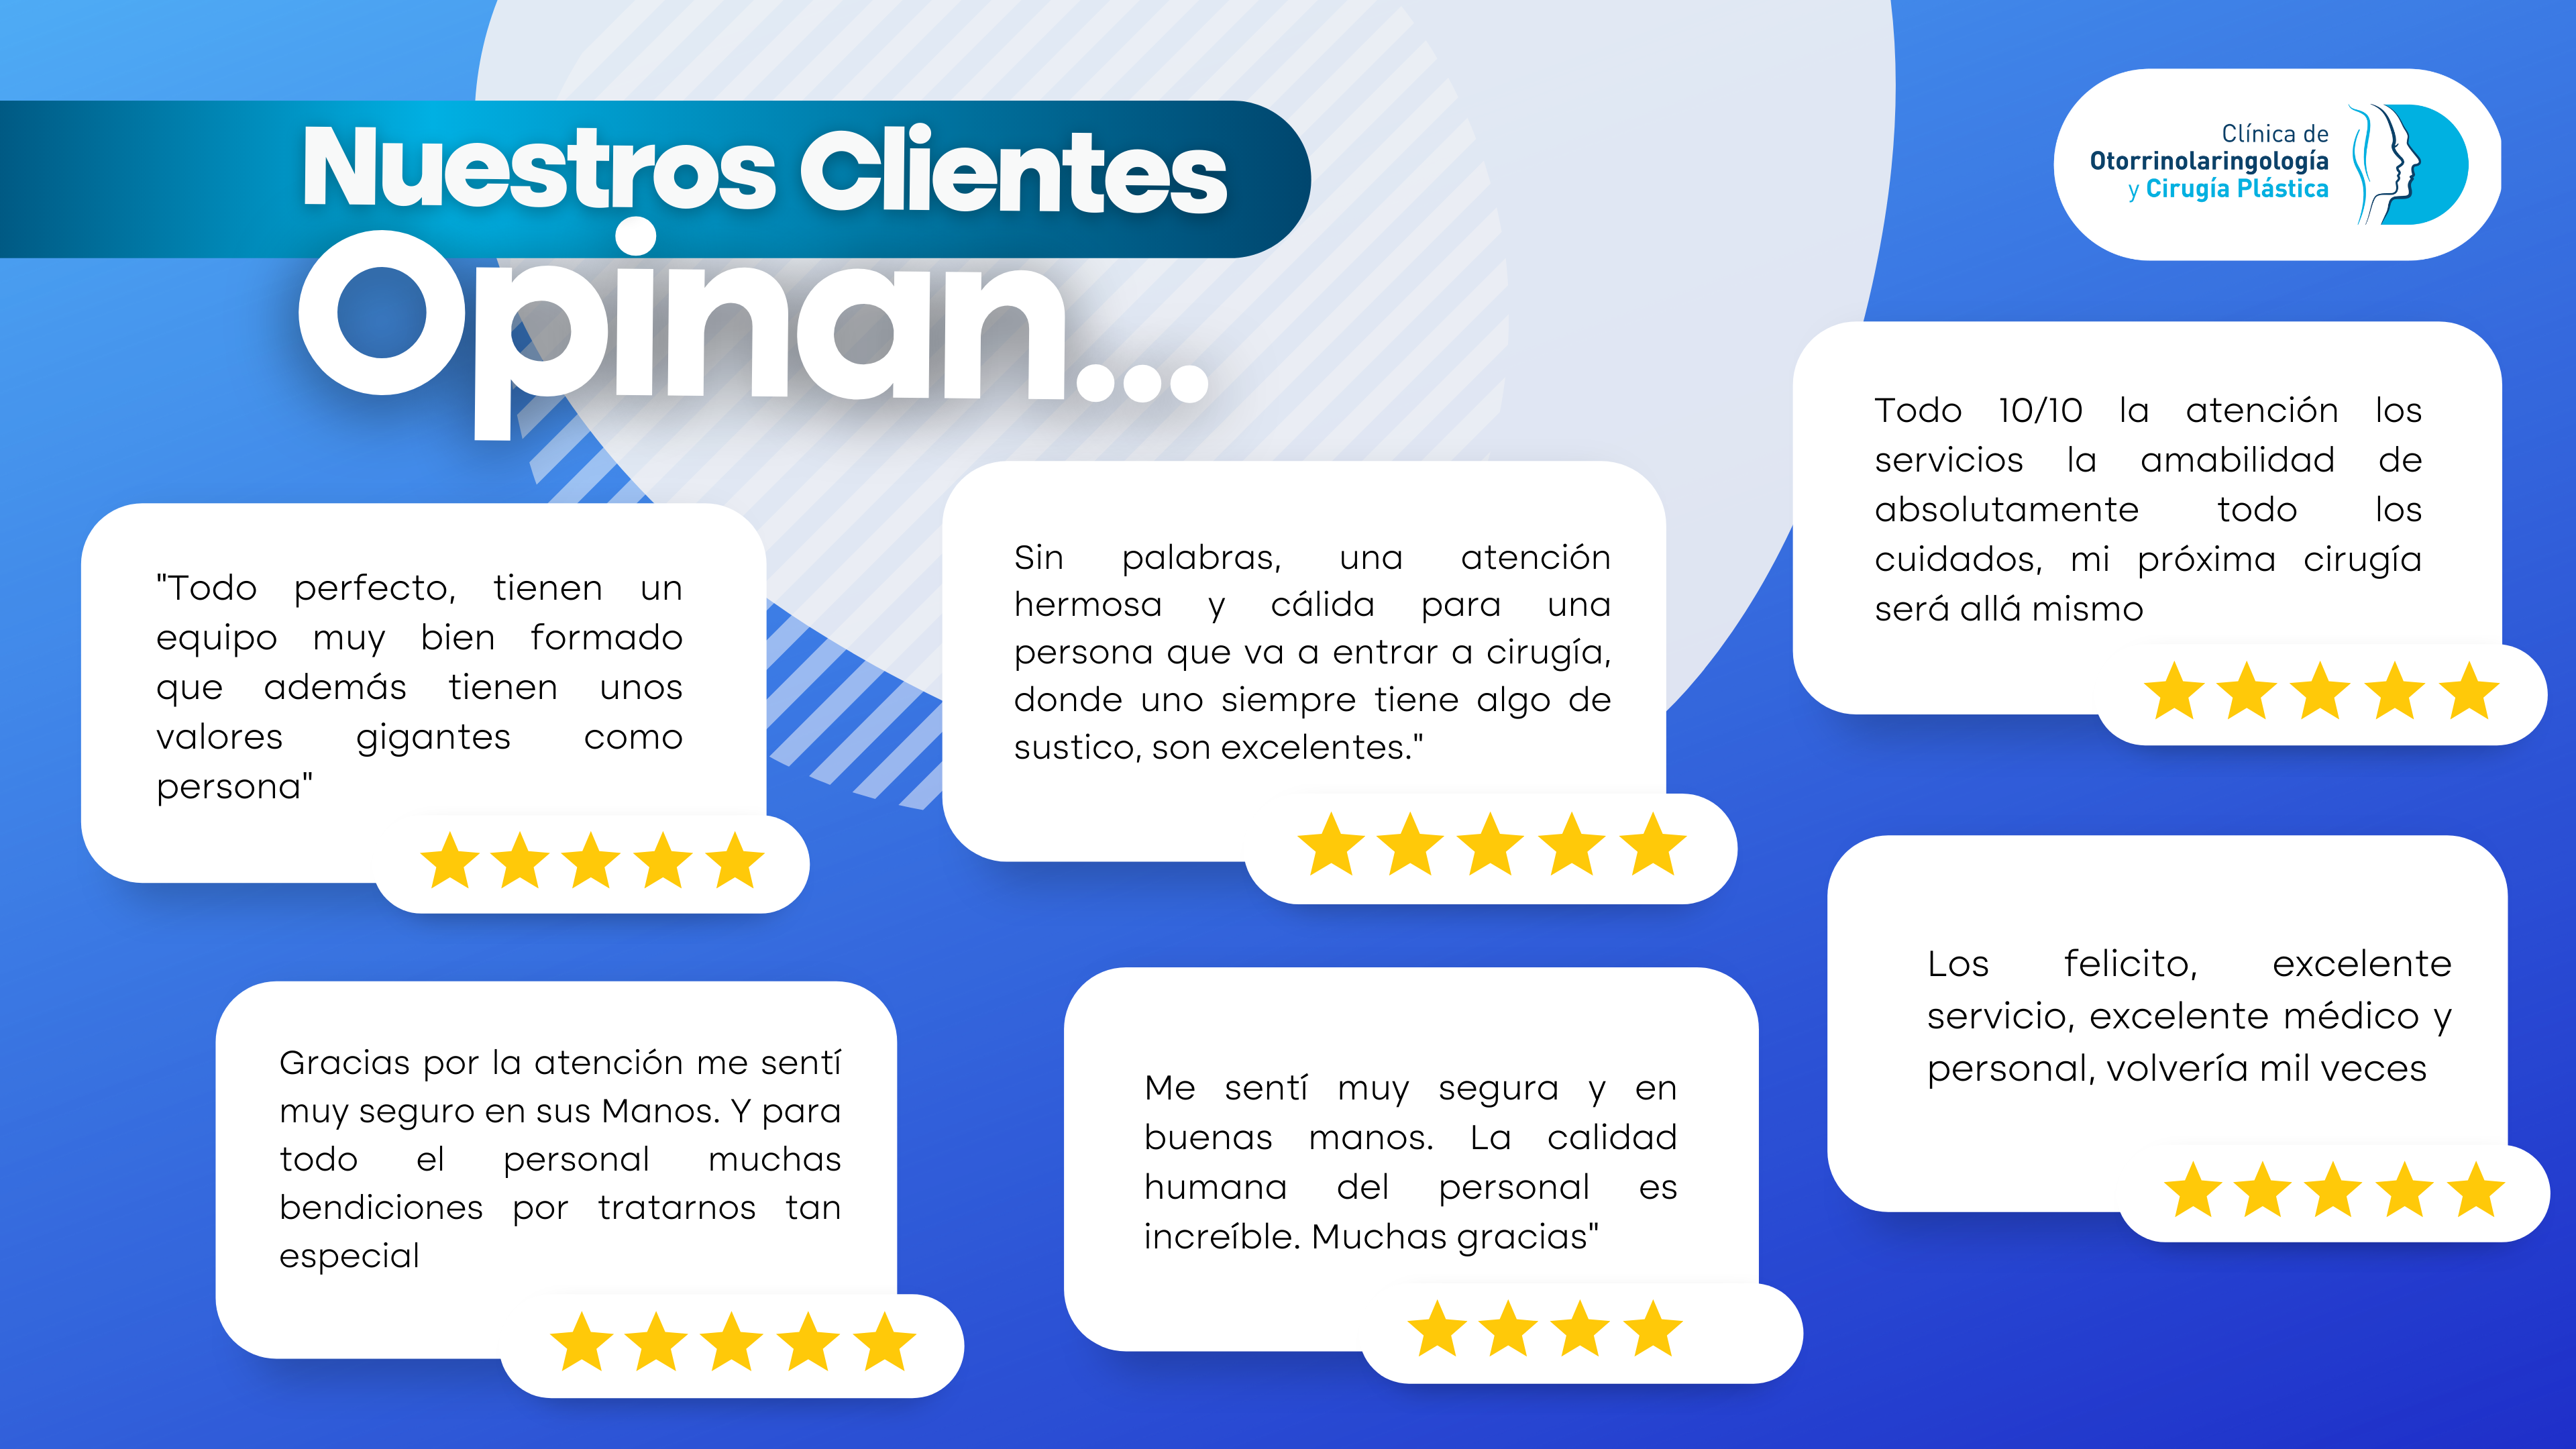 Nuestros Clientes
Opinan...
Clínica de
Otorrinolaringología
y Cirugía Plástica
"Todo perfecto, tienen un
equipo muy bien formado
que además tienen unos
valores gigantes como
persona"
Sin palabras, una atención
hermosa y cálida para una
persona que va a entrar a cirugía,
donde uno siempre tiene algo de
sustico, son excelentes."
Todo 10/10 la atención los
servicios la amabilidad de
absolutamente todo los
cuidados, mi próxima cirugía
será allá mismo
Gracias por la atención me sentí
muy seguro en sus Manos. Y para
todo el personal muchas
bendiciones por tratarnos tan
especial
Me sentí muy segura y en
buenas manos. La calidad
humana del personal es
increíble. Muchas gracias"
Los felicito, excelente
servicio, excelente médico y
personal, volvería mil veces